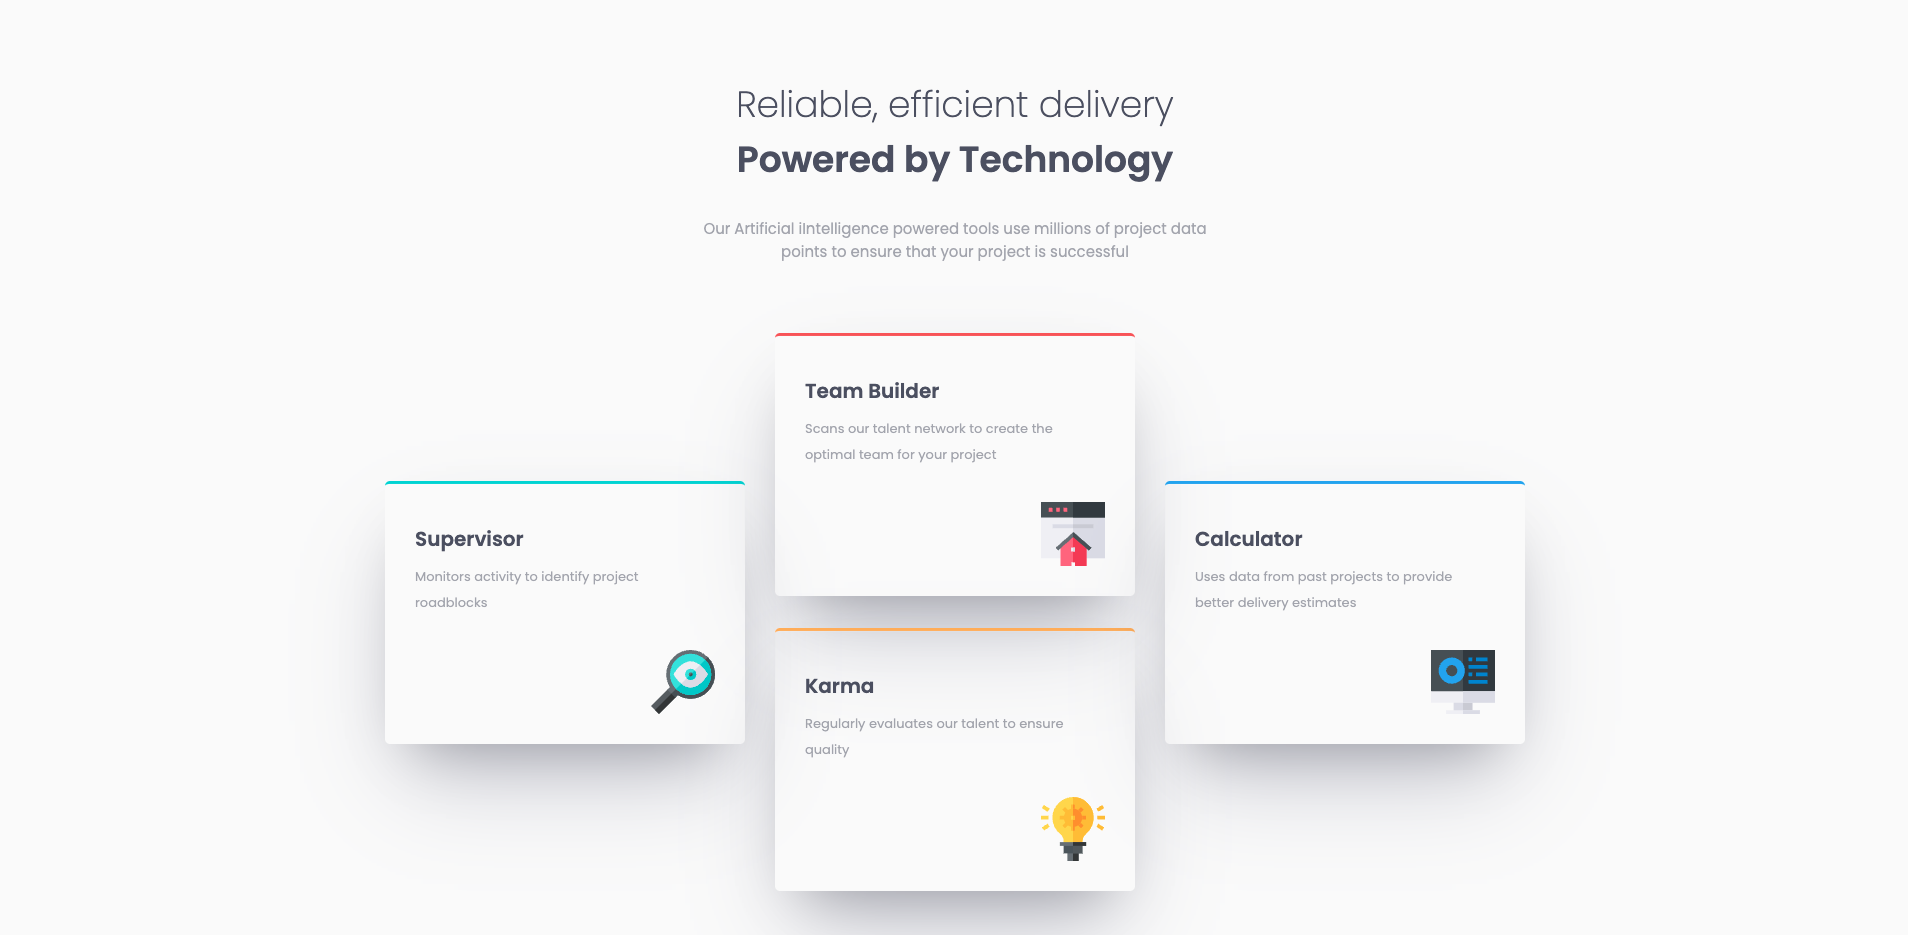 Reliable, efficient delivery
Powered by Technology
Our Artificial iIntelligence powered tools use millions of project data
points to ensure that your project is successful
Team Builder
Scans our talent network to create the
optimal team for your project
Supervisor
Monitors activity to identify project
roadblocks
Calculator
Uses data from past projects to provide
better delivery estimates
Karma
Regularly evaluates our talent to ensure
quality